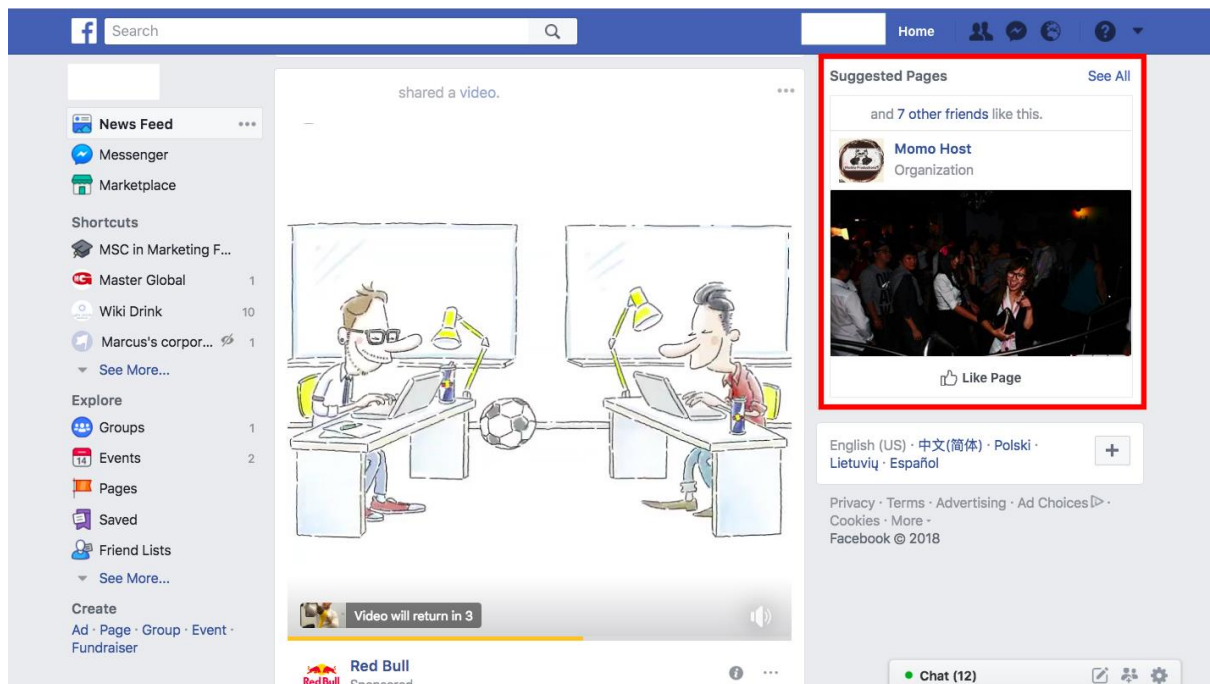 Search
Home
News Feed
Messenger
Marketplace
Shortcuts
MSC in Marketing F...
Master Global 1
Wiki Drink 10
Marcus's corpor... 1
See More...
Explore
Groups 1
14 Events 2
Pages
Saved
Friend Lists
See More...
Create
Ad · Page · Group · Event ·
Fundraiser
shared a video.
Video will return in 3
Red Bull
Red Bull
Sponsored
Suggested Pages See All
and 7 other friends like this.
Momo Host
Organization
Like Page
English (US) · 中文(简体) · Polski ·
Lietuvių · Español
Privacy · Terms · Advertising · Ad Choices ·
Cookies · More ·
Facebook © 2018
Chat (12)